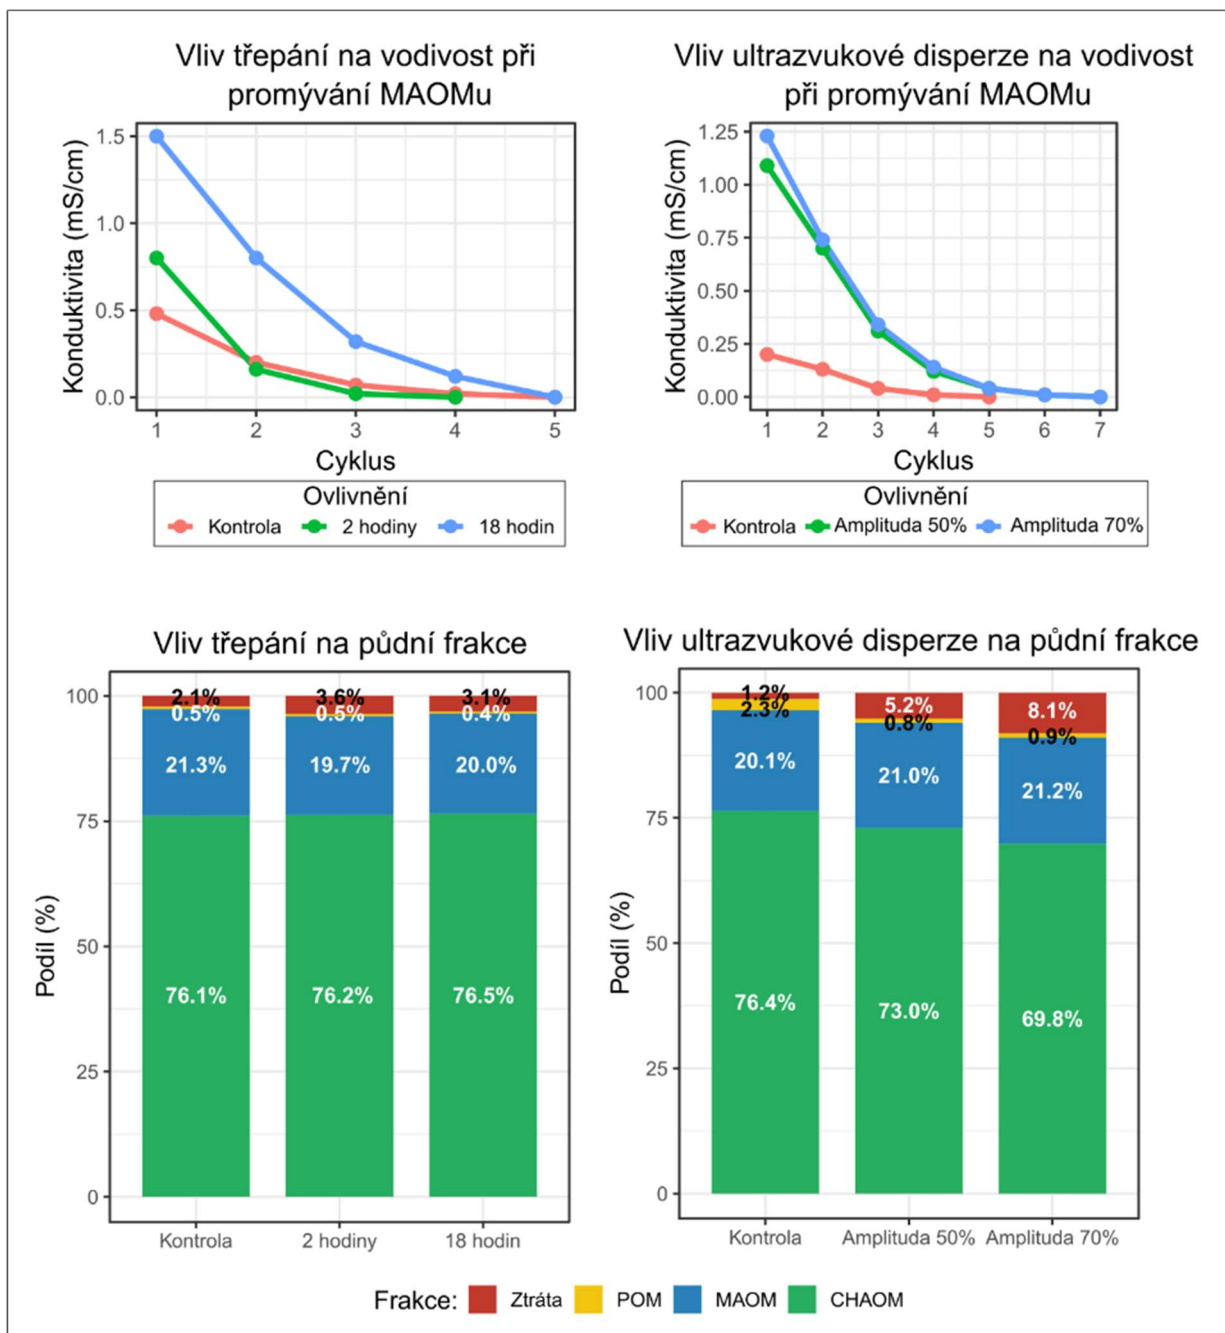 Vliv třepání na vodivost při
promývání MAOMu
Konduktivita (mS/cm)
1.5
1.0
0.5
0.0
1 2 3 4 5
Cyklus
Ovlivnění
Kontrola 2 hodiny 18 hodin
Vliv ultrazvukové disperze na vodivost
při promývání MAOMu
Konduktivita (mS/cm)
1.25
1.00
0.75
0.50
0.25
0.00
1 2 3 4 5 6 7
Cyklus
Ovlivnění
Kontrola Amplituda 50% Amplituda 70%
Vliv třepání na půdní frakce
Podíl (%)
100
75
50
25
0
2.1% 3.6% 3.1%
0.5% 0.5% 0.4%
21.3% 19.7% 20.0%
76.1% 76.2% 76.5%
Kontrola 2 hodiny 18 hodin
Vliv ultrazvukové disperze na půdní frakce
Podíl (%)
100
75
50
25
0
1.2% 5.2% 8.1%
2.3% 0.8% 0.9%
20.1% 21.0% 21.2%
76.4% 73.0% 69.8%
Kontrola Amplituda 50% Amplituda 70%
Frakce: Ztráta POM MAOM CHAOM